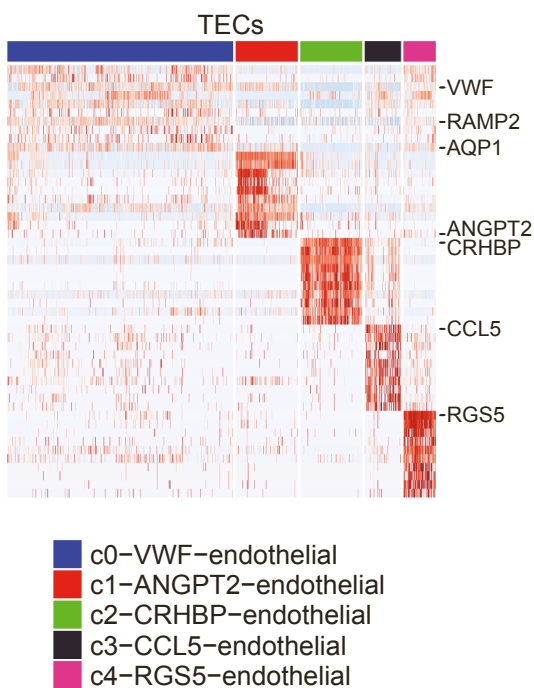 TECs
-VWF
-RAMP2
-AQP1
-ANGPT2
-CRHBP
-CCL5
-RGS5
c0−VWF−endothelial
c1−ANGPT2−endothelial
c2−CRHBP−endothelial
c3−CCL5−endothelial
c4−RGS5−endothelial